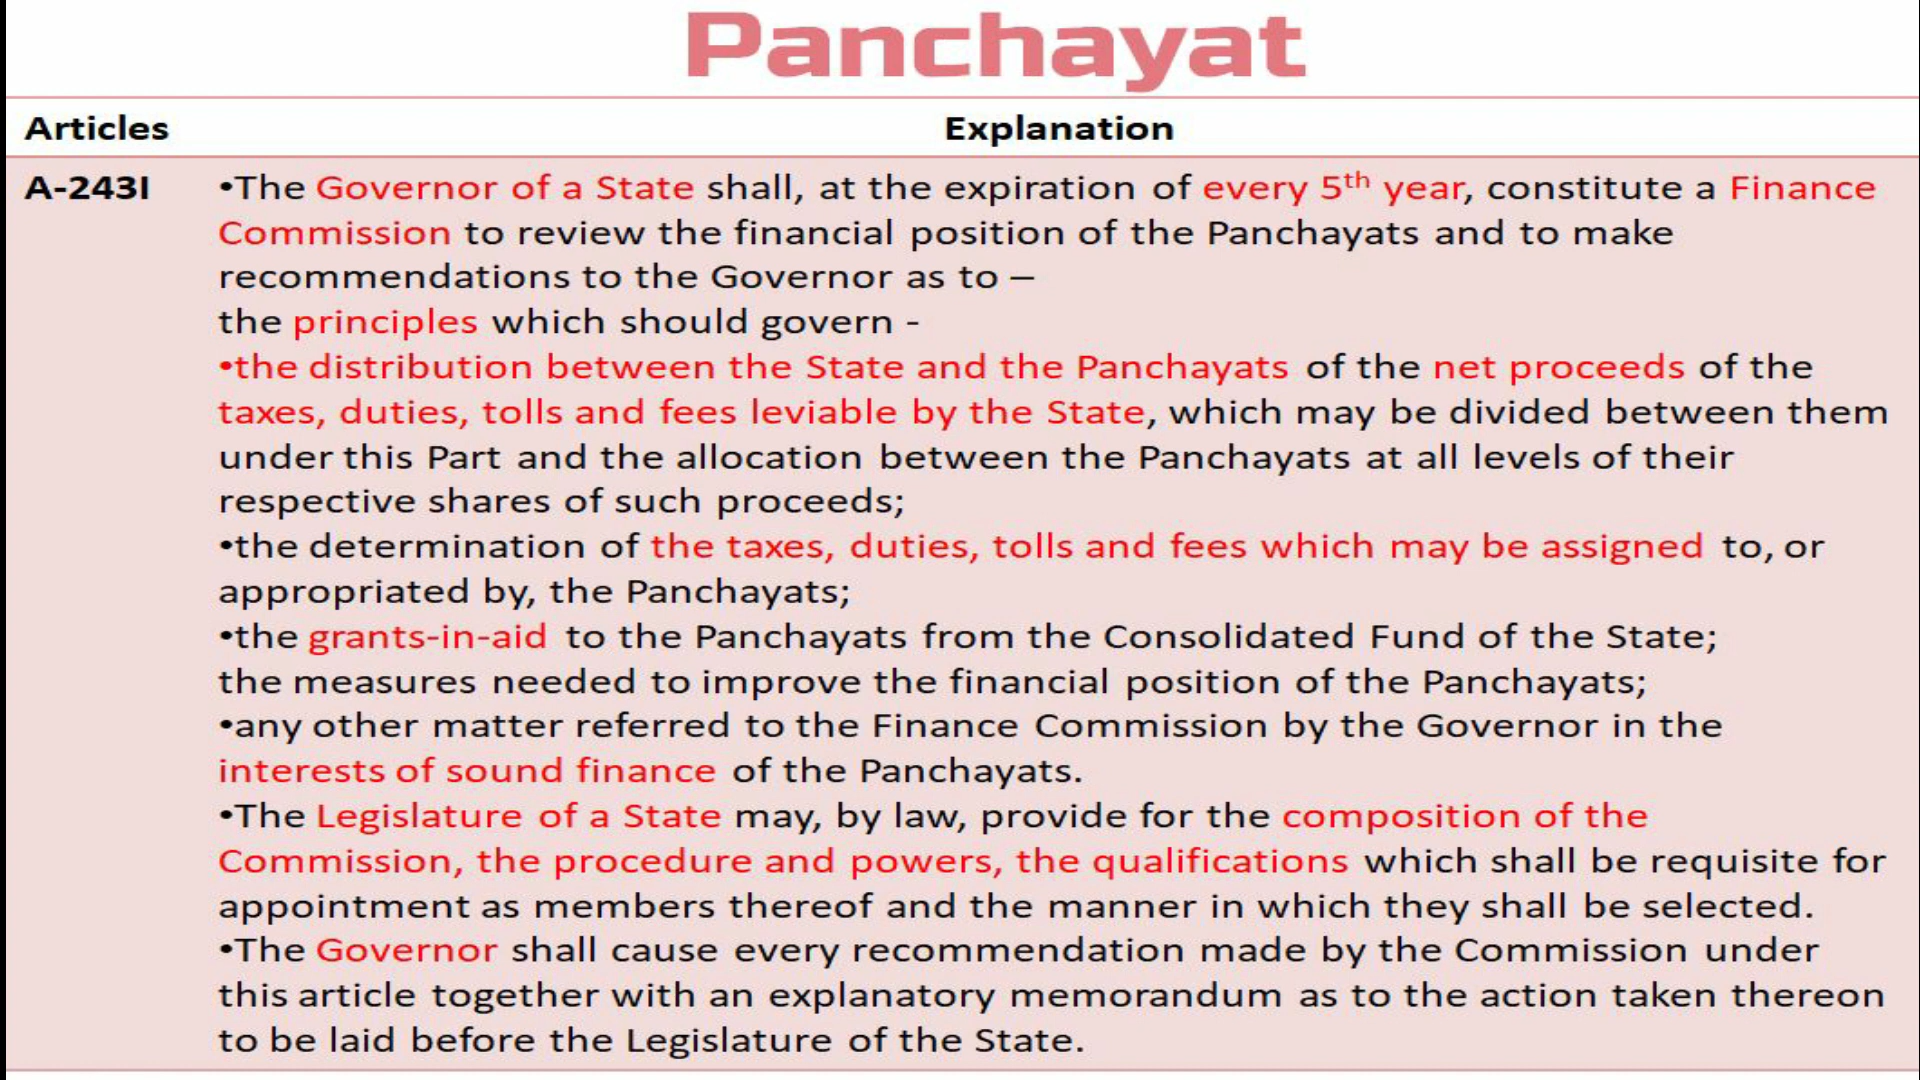 Panchayat
Articles
Explanation
A-243I
•The Governor of a State shall, at the expiration of every 5th year, constitute a Finance
Commission to review the financial position of the Panchayats and to make
recommendations to the Governor as to –
the principles which should govern -
•the distribution between the State and the Panchayats of the net proceeds of the
taxes, duties, tolls and fees leviable by the State, which may be divided between them
under this Part and the allocation between the Panchayats at all levels of their
respective shares of such proceeds;
•the determination of the taxes, duties, tolls and fees which may be assigned to, or
appropriated by, the Panchayats;
•the grants-in-aid to the Panchayats from the Consolidated Fund of the State;
the measures needed to improve the financial position of the Panchayats;
•any other matter referred to the Finance Commission by the Governor in the
interests of sound finance of the Panchayats.
•The Legislature of a State may, by law, provide for the composition of the
Commission, the procedure and powers, the qualifications which shall be requisite for
appointment as members thereof and the manner in which they shall be selected.
•The Governor shall cause every recommendation made by the Commission under
this article together with an explanatory memorandum as to the action taken thereon
to be laid before the Legislature of the State.